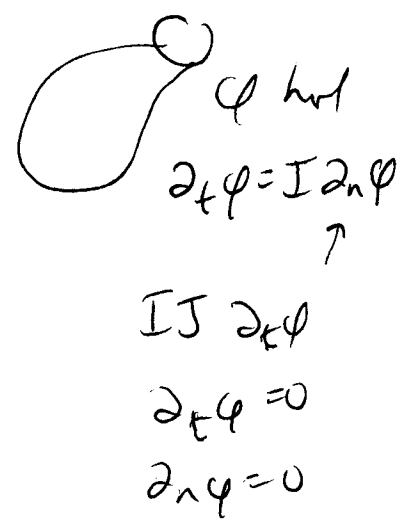 φ hol
∂ₜφ = I ∂ₙφ
↑
IJ ∂ₜφ
∂ₜφ = 0
∂ₙφ = 0